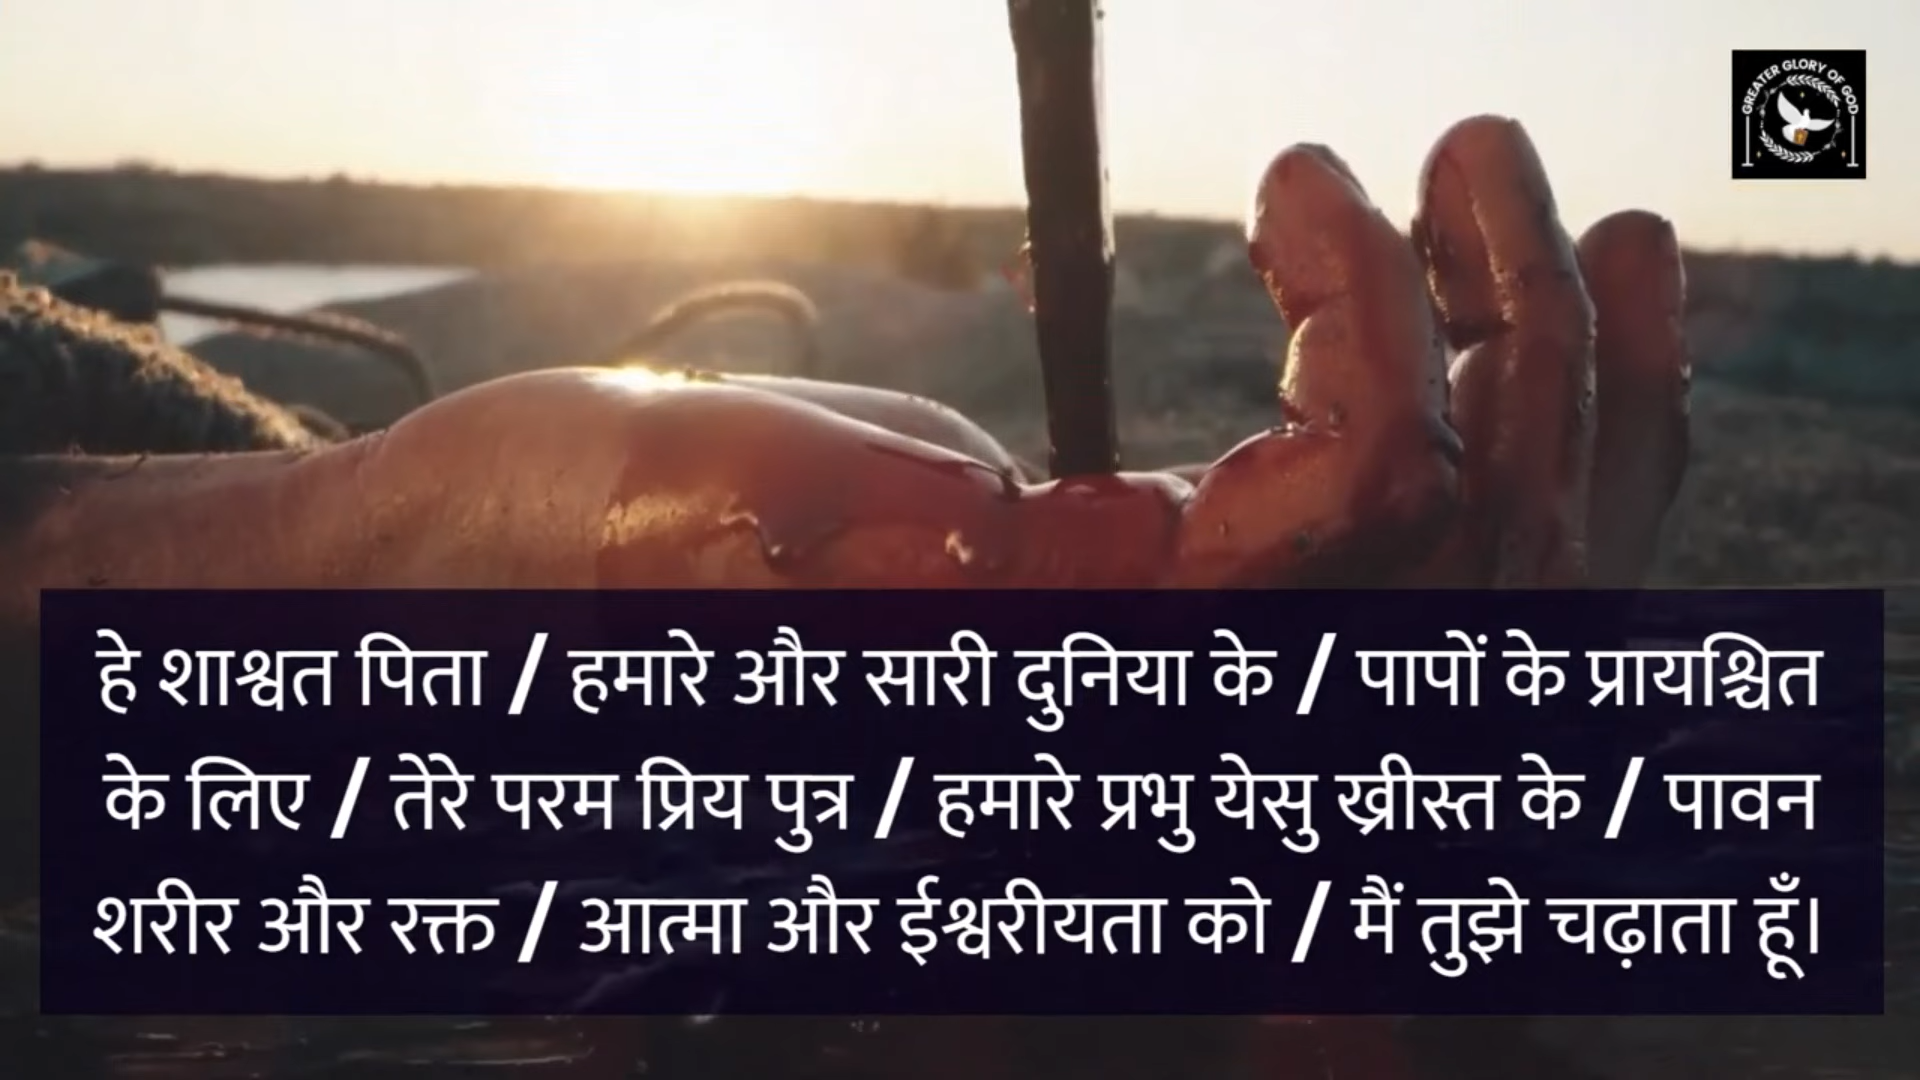 GREATER GLORY OF GOD
हे शाश्वत पिता / हमारे और सारी दुनिया के / पापों के प्रायश्चित
के लिए / तेरे परम प्रिय पुत्र / हमारे प्रभु येसु ख्रीस्त के / पावन
शरीर और रक्त / आत्मा और ईश्वरीयता को / मैं तुझे चढ़ाता हूँ।